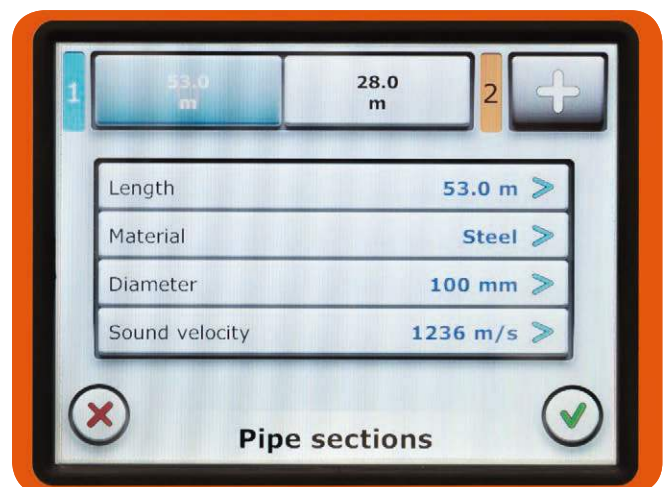 1
53.0
m
28.0
m
2
Length 53.0 m
Material Steel
Diameter 100 mm
Sound velocity 1236 m/s
Pipe sections